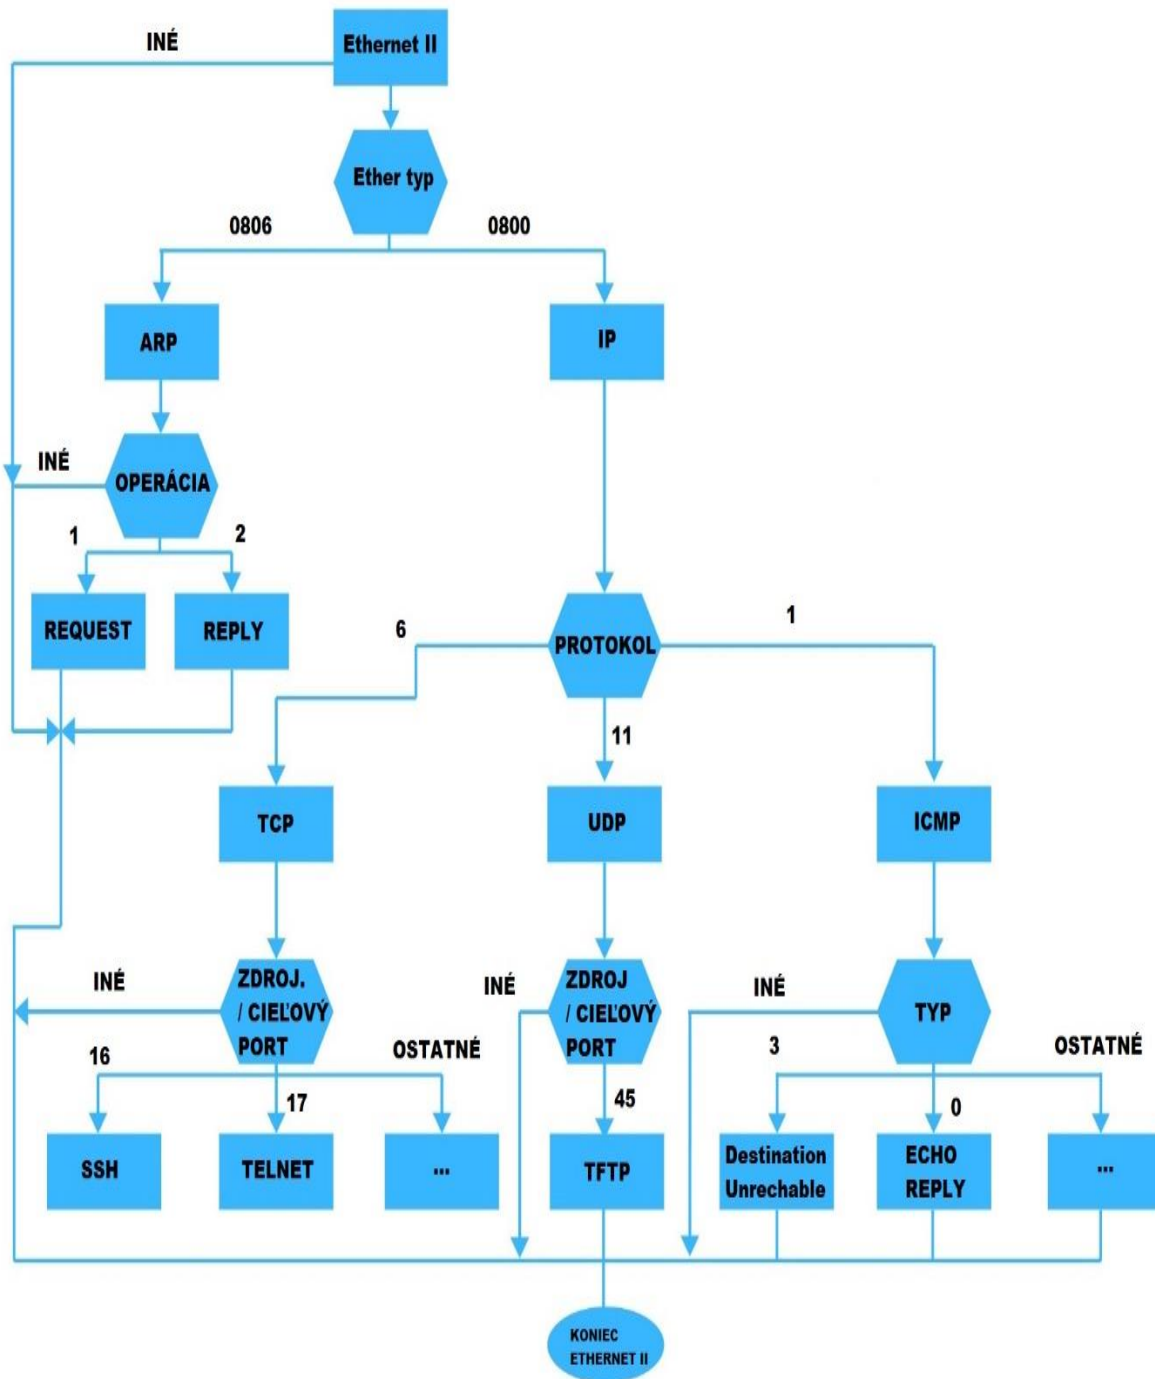 INÉ
Ethernet II
Ether typ
0806
0800
ARP
IP
INÉ
OPERÁCIA
1
2
REQUEST
REPLY
6
PROTOKOL
1
11
TCP
UDP
ICMP
INÉ
ZDROJ.
/ CIEĽOVÝ
PORT
INÉ
ZDROJ
/ CIEĽOVÝ
PORT
INÉ
TYP
16
17
OSTATNÉ
45
3
0
OSTATNÉ
SSH
TELNET
...
TFTP
Destination
Unrechable
ECHO
REPLY
...
KONIEC
ETHERNET II